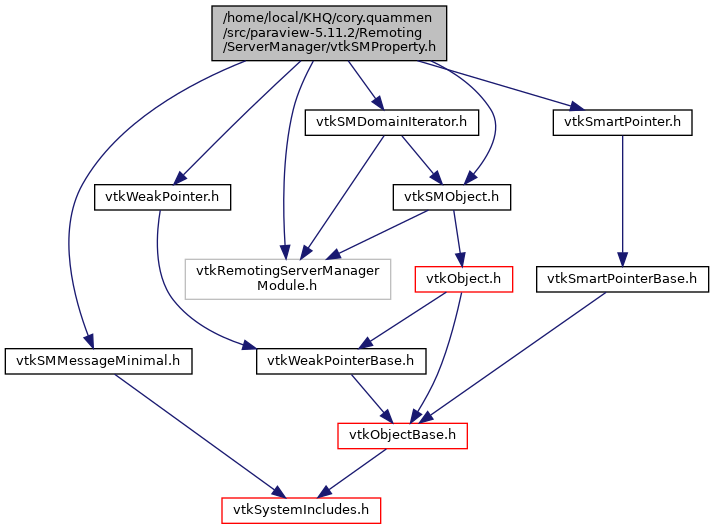 /home/local/KHQ/cory.quammen
/src/paraview-5.11.2/Remoting
/ServerManager/vtkSMProperty.h
vtkSMDomainIterator.h
vtkSmartPointer.h
vtkWeakPointer.h
vtkSMObject.h
vtkRemotingServerManager
Module.h
vtkObject.h
vtkSmartPointerBase.h
vtkSMMessageMinimal.h
vtkWeakPointerBase.h
vtkObjectBase.h
vtkSystemIncludes.h